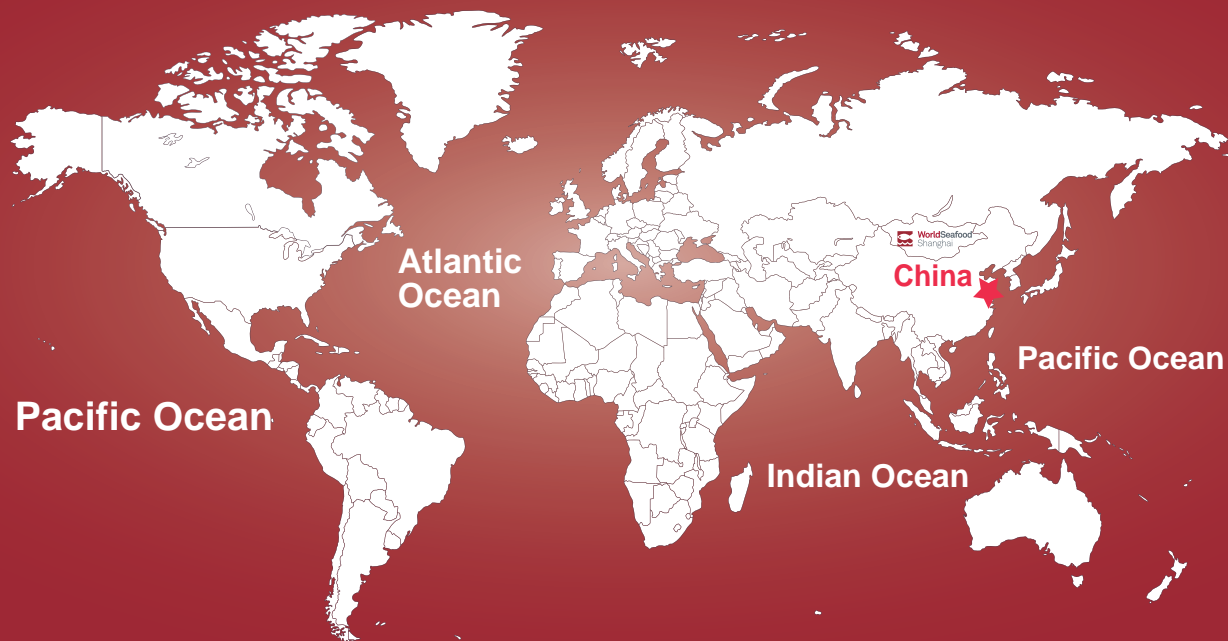 WorldSeafood
Shanghai
Atlantic
Ocean
China
Pacific Ocean
Pacific Ocean
Indian Ocean